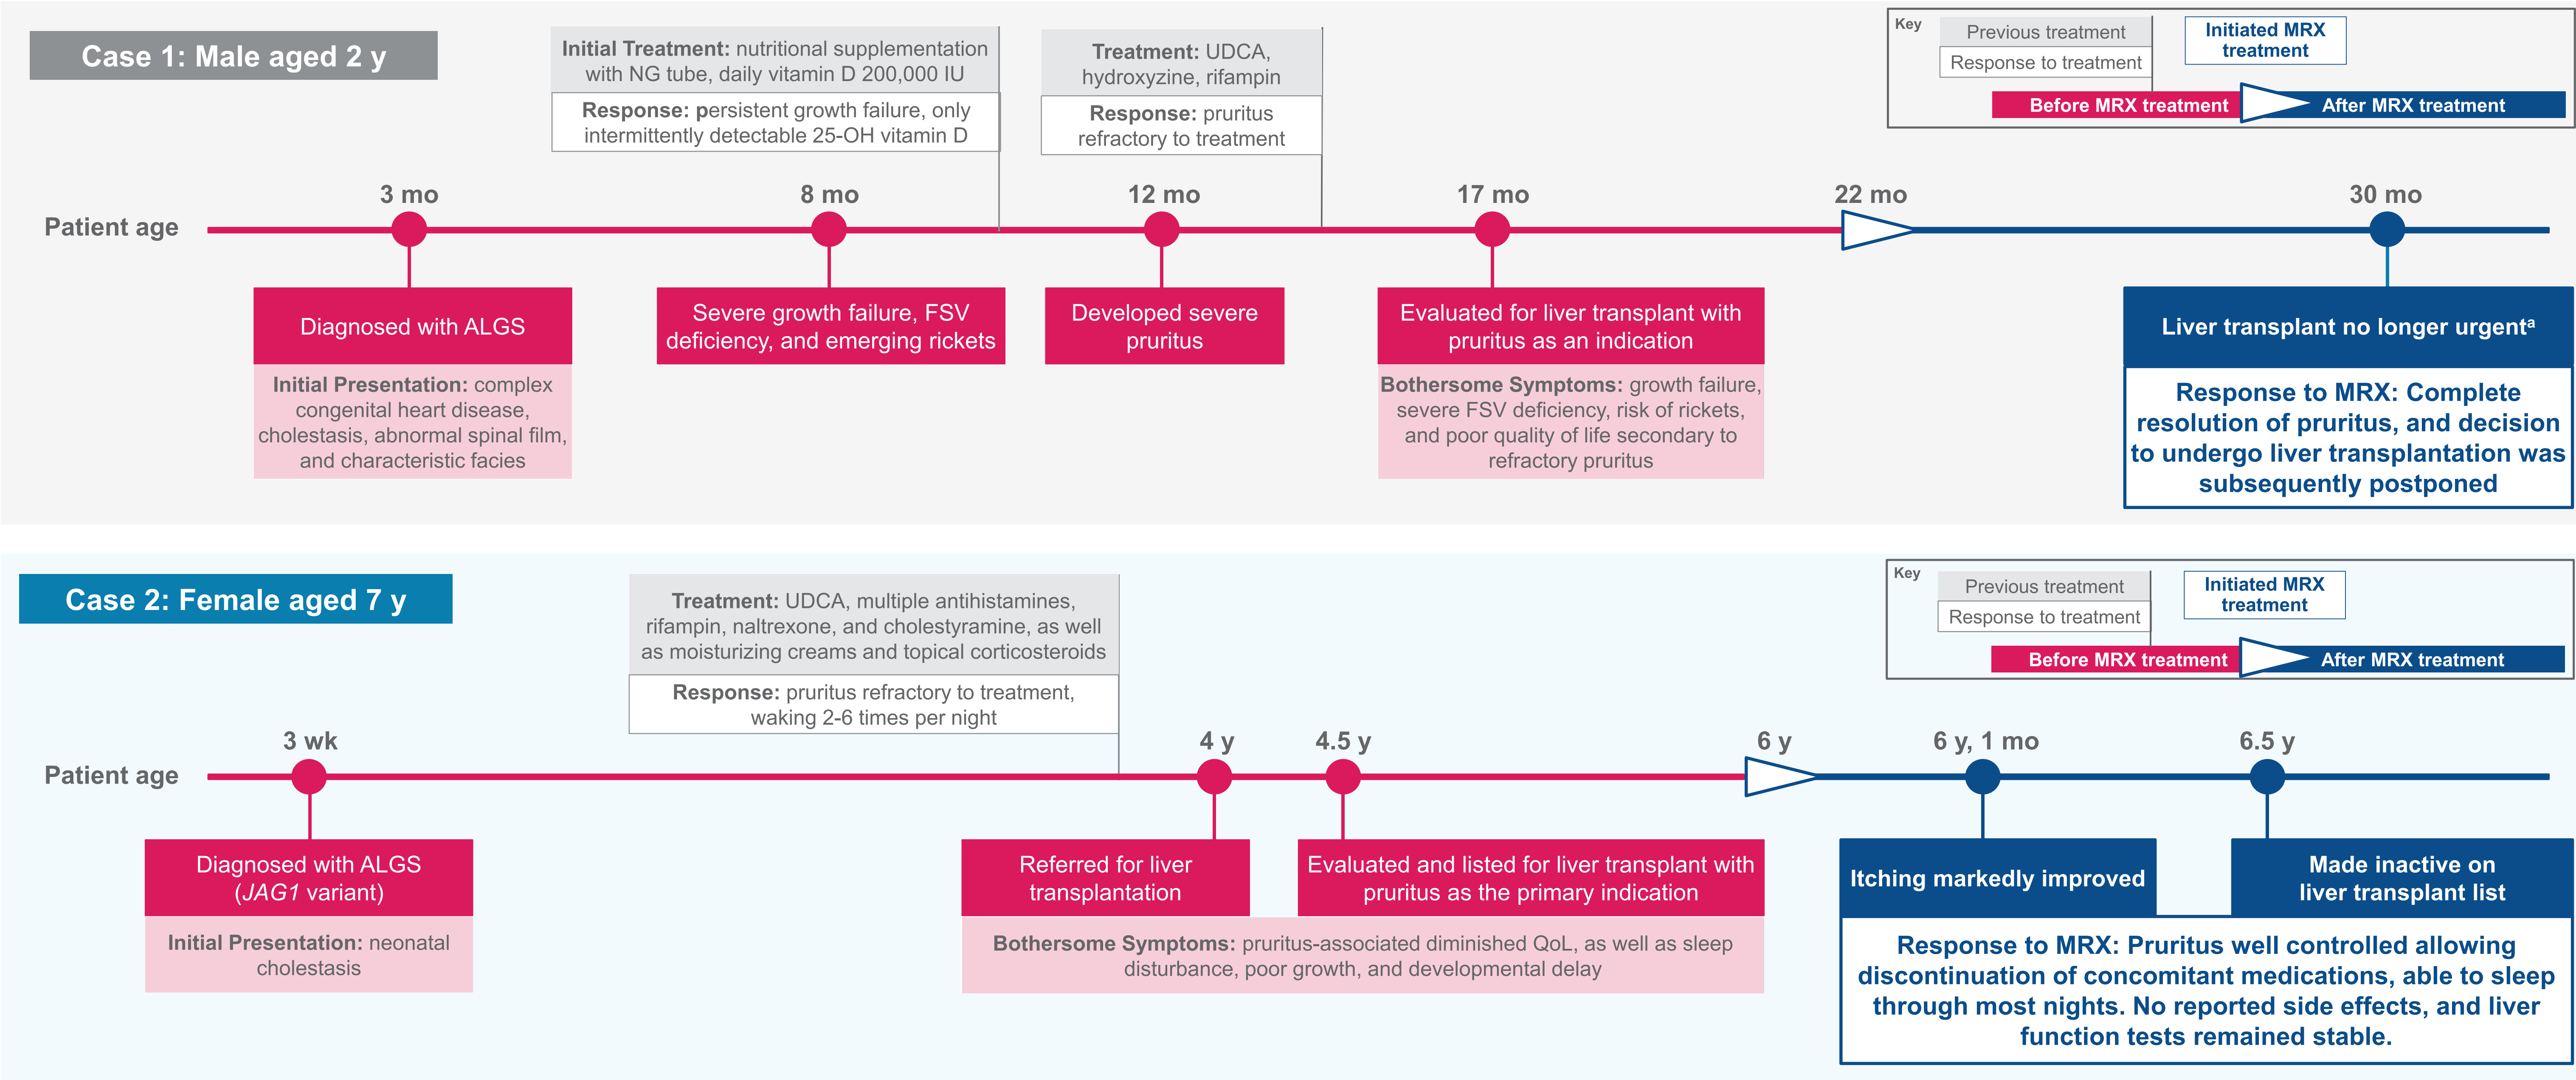 Case 1: Male aged 2 y
Initial Treatment: nutritional supplementation
with NG tube, daily vitamin D 200,000 IU
Response: persistent growth failure, only
intermittently detectable 25-OH vitamin D
Treatment: UDCA,
hydroxyzine, rifampin
Response: pruritus
refractory to treatment
Key
Previous treatment
Response to treatment
Initiated MRX
treatment
Before MRX treatment
After MRX treatment
Patient age
3 mo
8 mo
12 mo
17 mo
22 mo
30 mo
Diagnosed with ALGS
Initial Presentation: complex
congenital heart disease,
cholestasis, abnormal spinal film,
and characteristic facies
Severe growth failure, FSV
deficiency, and emerging rickets
Developed severe
pruritus
Evaluated for liver transplant with
pruritus as an indication
Bothersome Symptoms: growth failure,
severe FSV deficiency, risk of rickets,
and poor quality of life secondary to
refractory pruritus
Liver transplant no longer urgentᵃ
Response to MRX: Complete
resolution of pruritus, and decision
to undergo liver transplantation was
subsequently postponed
Case 2: Female aged 7 y
Treatment: UDCA, multiple antihistamines,
rifampin, naltrexone, and cholestyramine, as well
as moisturizing creams and topical corticosteroids
Response: pruritus refractory to treatment,
waking 2-6 times per night
Key
Previous treatment
Response to treatment
Initiated MRX
treatment
Before MRX treatment
After MRX treatment
Patient age
3 wk
4 y
4.5 y
6 y
6 y, 1 mo
6.5 y
Diagnosed with ALGS
(JAG1 variant)
Initial Presentation: neonatal
cholestasis
Referred for liver
transplantation
Evaluated and listed for liver transplant with
pruritus as the primary indication
Bothersome Symptoms: pruritus-associated diminished QoL, as well as sleep
disturbance, poor growth, and developmental delay
Itching markedly improved
Made inactive on
liver transplant list
Response to MRX: Pruritus well controlled allowing
discontinuation of concomitant medications, able to sleep
through most nights. No reported side effects, and liver
function tests remained stable.